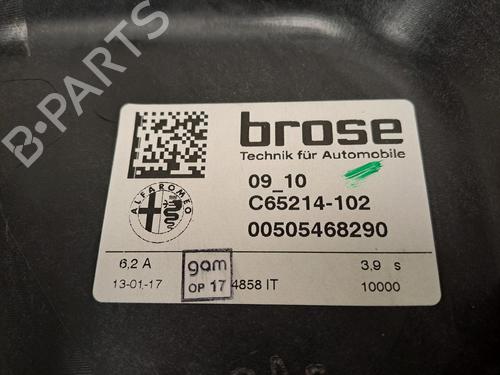 brose
Technik für Automobile
09_10
C65214-102
00505468290
ALFA ROMEO
6,2 A
3,9 s
13-01-17
gam
OP 17
4858 IT
10000
B-PARTS